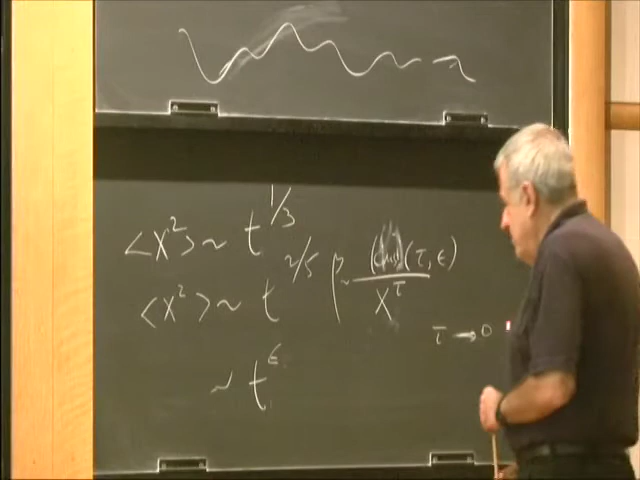 <x²> ~ t^1/3
<x²> ~ t^2/5
β ~ (τ, ε) / x^τ
τ → 0
~ t^ε